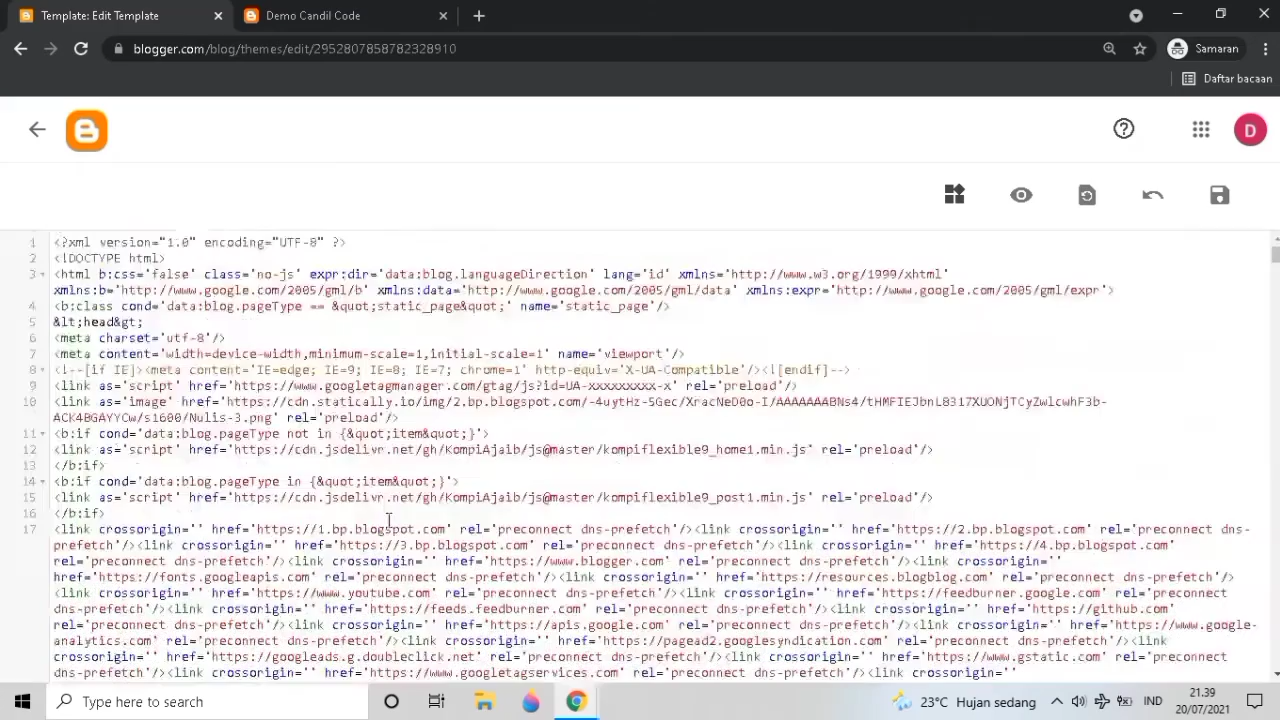 Template: Edit Template
Demo Candil Code
blogger.com/blog/themes/edit/2952807858782328910
Samaran
Daftar bacaan
D
1 <?xml version="1.0" encoding="UTF-8" ?>
2 <!DOCTYPE html>
3 <html b:css='false' class='no-js' expr:dir='data:blog.languageDirection' lang='id' xmlns='http://www.w3.org/1999/xhtml'
xmlns:b='http://www.google.com/2005/gml/b' xmlns:data='http://www.google.com/2005/gml/data' xmlns:expr='http://www.google.com/2005/gml/expr'>
4 <b:class cond='data:blog.pageType == &quot;static_page&quot;' name='static_page'/>
5 &lt;head&gt;
6 <meta charset='utf-8'/>
7 <meta content='width=device-width,minimum-scale=1,initial-scale=1' name='viewport'/>
8 <!--[if IE]><meta content='IE=edge; IE=9; IE=8; IE=7; chrome=1' http-equiv='X-UA-Compatible'/><![endif]-->
9 <link as='script' href='https://www.googletagmanager.com/gtag/js?id=UA-xxxxxxxxx-x' rel='preload'/>
10 <link as='image' href='https://cdn.statically.io/img/2.bp.blogspot.com/-4uytHz-5Gec/XracNeD0o-I/AAAAAAABNs4/tHMFIEJbnL8317XUONjTCyZwlcwhF3b-
ACK4BGAYYCw/s1600/Nulis-3.png' rel='preload'/>
11 <b:if cond='data:blog.pageType not in {&quot;item&quot;}'>
12 <link as='script' href='https://cdn.jsdelivr.net/gh/KompiAjaib/js@master/kompiflexible9_home1.min.js' rel='preload'/>
13 </b:if>
14 <b:if cond='data:blog.pageType in {&quot;item&quot;}'>
15 <link as='script' href='https://cdn.jsdelivr.net/gh/KompiAjaib/js@master/kompiflexible9_post1.min.js' rel='preload'/>
16 </b:if>
17 <link crossorigin='' href='https://1.bp.blogspot.com' rel='preconnect dns-prefetch'/><link crossorigin='' href='https://2.bp.blogspot.com' rel='preconnect dns-
prefetch'/><link crossorigin='' href='https://3.bp.blogspot.com' rel='preconnect dns-prefetch'/><link crossorigin='' href='https://4.bp.blogspot.com'
rel='preconnect dns-prefetch'/><link crossorigin='' href='https://www.blogger.com' rel='preconnect dns-prefetch'/><link crossorigin=''
href='https://fonts.googleapis.com' rel='preconnect dns-prefetch'/><link crossorigin='' href='https://resources.blogblog.com' rel='preconnect dns-prefetch'/>
<link crossorigin='' href='https://www.youtube.com' rel='preconnect dns-prefetch'/><link crossorigin='' href='https://feedburner.google.com' rel='preconnect
dns-prefetch'/><link crossorigin='' href='https://feeds.feedburner.com' rel='preconnect dns-prefetch'/><link crossorigin='' href='https://github.com'
rel='preconnect dns-prefetch'/><link crossorigin='' href='https://apis.google.com' rel='preconnect dns-prefetch'/><link crossorigin='' href='https://www.google-
analytics.com' rel='preconnect dns-prefetch'/><link crossorigin='' href='https://pagead2.googlesyndication.com' rel='preconnect dns-prefetch'/><link
crossorigin='' href='https://googleads.g.doubleclick.net' rel='preconnect dns-prefetch'/><link crossorigin='' href='https://www.gstatic.com' rel='preconnect
dns-prefetch'/><link crossorigin='' href='https://www.googletagservices.com' rel='preconnect dns-prefetch'/><link crossorigin=''
Type here to search
23°C Hujan sedang
IND
21.39
20/07/2021